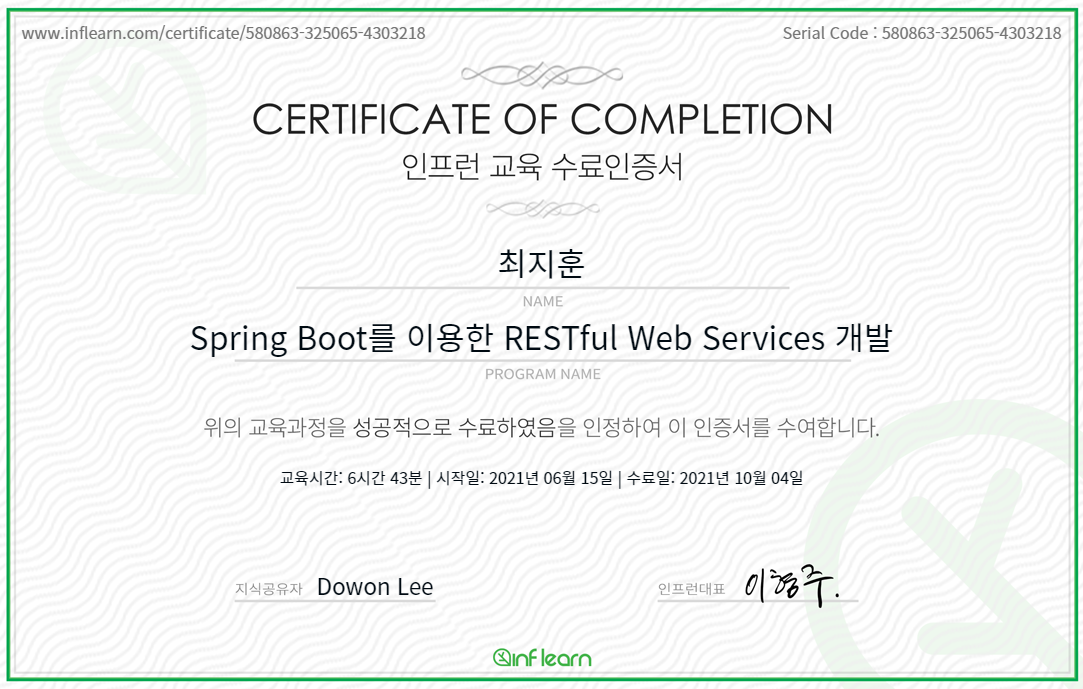 www.inflearn.com/certificate/580863-325065-4303218
Serial Code : 580863-325065-4303218
CERTIFICATE OF COMPLETION
인프런 교육 수료인증서
최지훈
NAME
Spring Boot를 이용한 RESTful Web Services 개발
PROGRAM NAME
위의 교육과정을 성공적으로 수료하였음을 인정하여 이 인증서를 수여합니다.
교육시간: 6시간 43분 | 시작일: 2021년 06월 15일 | 수료일: 2021년 10월 04일
지식공유자 Dowon Lee
인프런대표 이형주.
inflearn